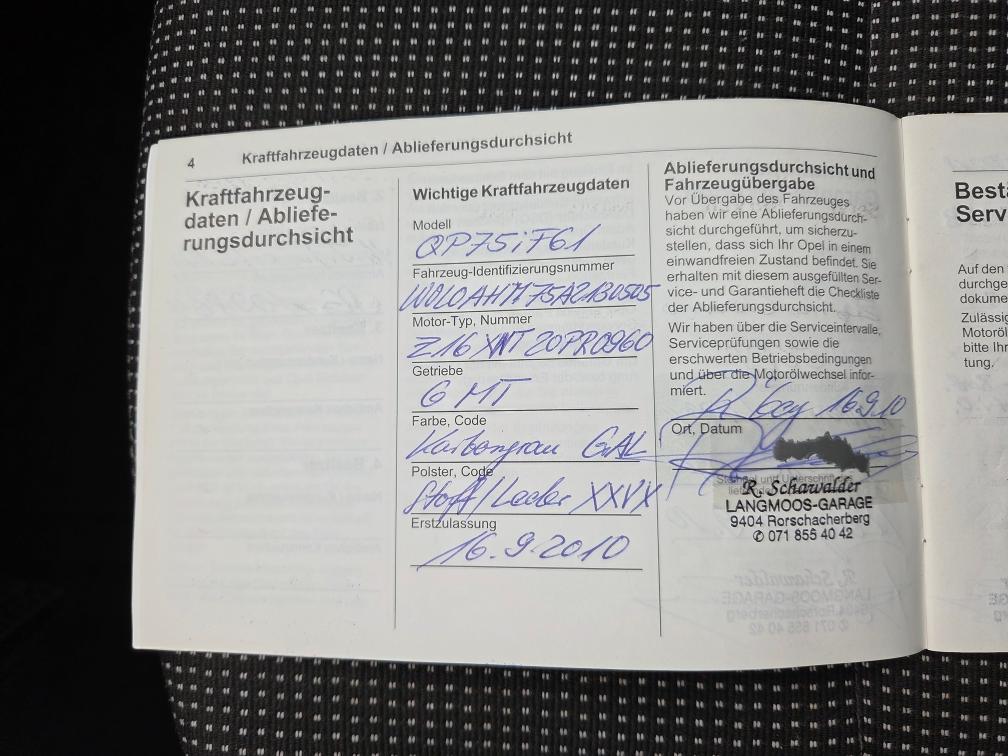 4 Kraftfahrzeugdaten / Ablieferungsdurchsicht
Kraftfahrzeug-
daten / Abliefe-
rungsdurchsicht
Wichtige Kraftfahrzeugdaten
Modell
QP75iF61
Fahrzeug-Identifizierungsnummer
W0L0AHM75A2130505
Motor-Typ, Nummer
Z16 XNT 20PR0960
Getriebe
6 MT
Farbe, Code
Karbongrau GAL
Polster, Code
Stoff/Leder XXVX
Erstzulassung
16.9.2010
Ablieferungsdurchsicht und
Fahrzeugübergabe
Vor Übergabe des Fahrzeuges
haben wir eine Ablieferungsdurch-
sicht durchgeführt, um sicherzu-
stellen, dass sich Ihr Opel in einem
einwandfreien Zustand befindet. Sie
erhalten mit diesem ausgefüllten Ser-
vice- und Garantieheft die Checkliste
der Ablieferungsdurchsicht.
Wir haben über die Serviceintervalle,
Serviceprüfungen sowie die
erschwerten Betriebsbedingungen
und über die Motorölwechsel infor-
miert.
R'berg 16.9.10
Ort, Datum
R. Schawalder
LANGMOOS-GARAGE
9404 Rorschacherberg
✆ 071 855 40 42
Best
Serv
Auf den
durchge
dokume
Zulässig
Motoröl
bitte Ihr
tung.